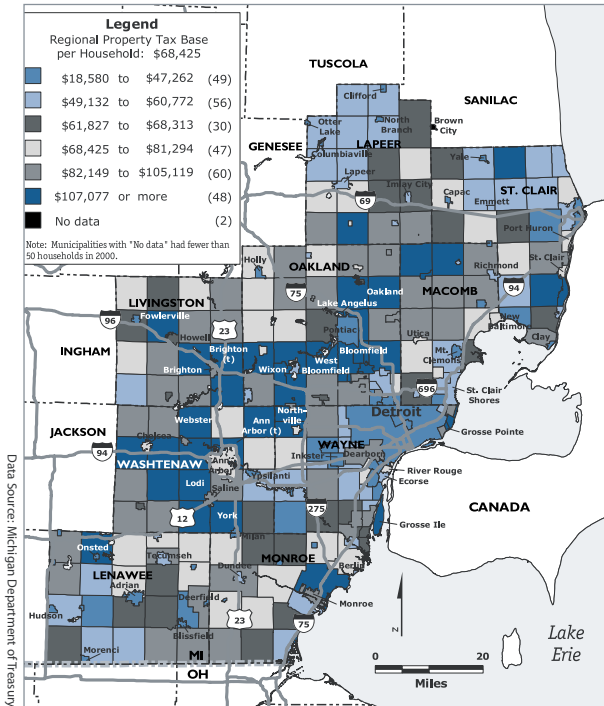 Legend
Regional Property Tax Base
per Household: $68,425
$18,580 to $47,262 (49)
$49,132 to $60,772 (56)
$61,827 to $68,313 (30)
$68,425 to $81,294 (47)
$82,149 to $105,119 (60)
$107,077 or more (48)
No data (2)
Note: Municipalities with "No data" had fewer than
50 households in 2000.
TUSCOLA
SANILAC
Clifford
Otter
Lake
North
Branch
Brown
City
GENESEE
LAPEER
Columbiaville
Yale
Lapeer
Imlay City
Capac
ST. CLAIR
Emmett
69
Port Huron
Holly
OAKLAND
St. Clair
Richmond
75
Oakland
MACOMB
94
LIVINGSTON
Lake Angelus
Fowlerville
New
Baltimore
96
23
Pontiac
Utica
Clay
Howell
INGHAM
Brighton
(t)
West
Bloomfield
Bloomfield
Mt.
Clemons
Brighton
Wixon
696
St. Clair
Shores
Webster
Ann
Arbor (t)
North-
ville
Detroit
Grosse Pointe
JACKSON
Chelsea
WAYNE
94
Inkster
Dearborn
WASHTENAW
Ann
Arbor
River Rouge
Ypsilanti
Ecorse
Lodi
Saline
CANADA
12
York
275
Grosse Ile
Onsted
Milan
MONROE
Tecumseh
Dundee
Berlin
LENAWEE
Adrian
Deerfield
Monroe
Hudson
23
75
Blissfield
N
Lake
Erie
Morenci
MI
OH
0
20
Miles
Data Source: Michigan Department of Treasury